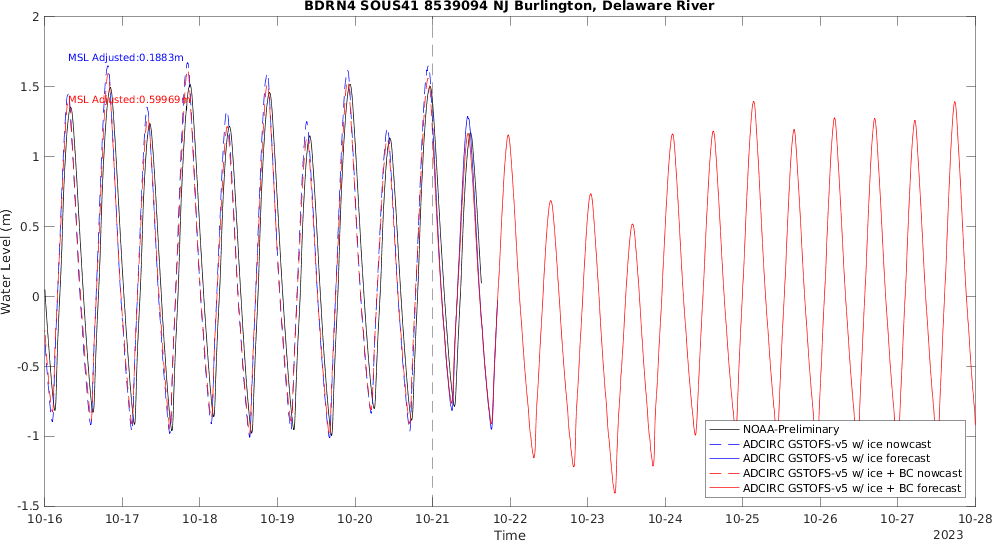 BDRN4 SOUS41 8539094 NJ Burlington, Delaware River
2
1.5
1
0.5
0
-0.5
-1
-1.5
Water Level (m)
MSL Adjusted:0.1883m
MSL Adjusted:0.59969m
NOAA-Preliminary
ADCIRC GSTOFS-v5 w/ ice nowcast
ADCIRC GSTOFS-v5 w/ ice forecast
ADCIRC GSTOFS-v5 w/ ice + BC nowcast
ADCIRC GSTOFS-v5 w/ ice + BC forecast
10-16 10-17 10-18 10-19 10-20 10-21 10-22 10-23 10-24 10-25 10-26 10-27 10-28
Time
2023